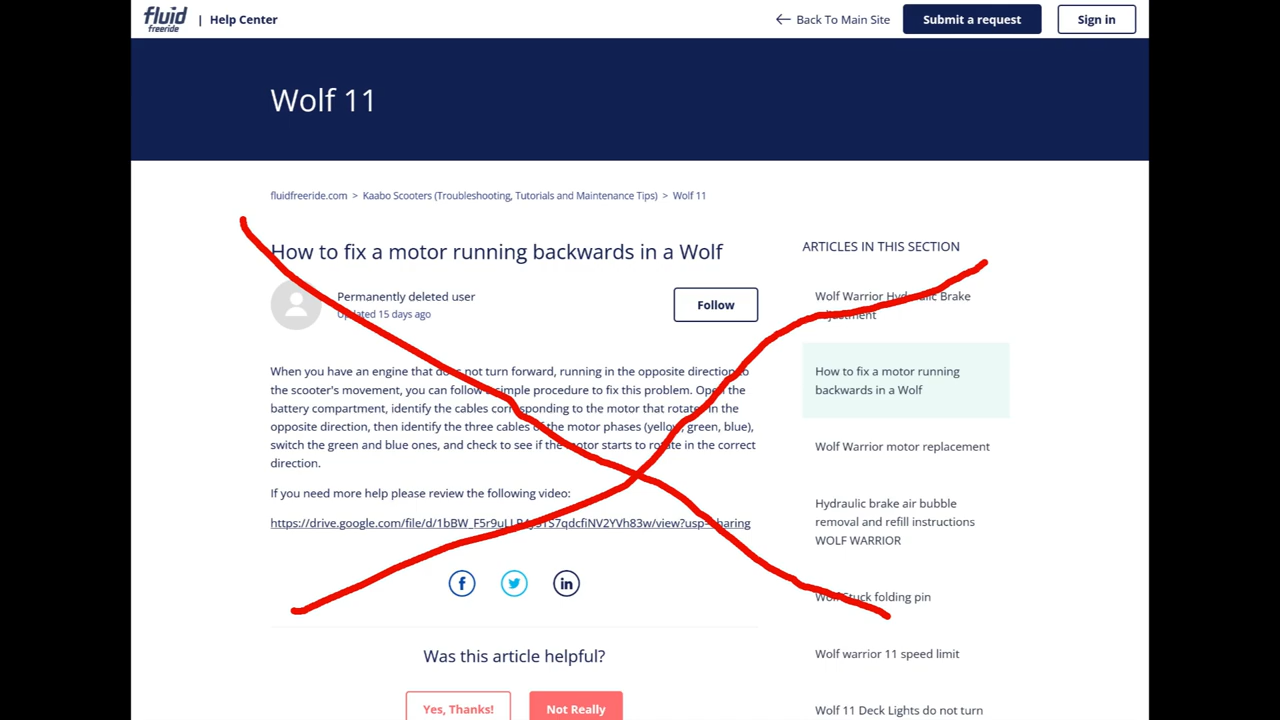 fluid
freeride
| Help Center
Back To Main Site
Submit a request
Sign in
Wolf 11
fluidfreeride.com > Kaabo Scooters (Troubleshooting, Tutorials and Maintenance Tips) > Wolf 11
How to fix a motor running backwards in a Wolf
Permanently deleted user
Updated 15 days ago
Follow
When you have an engine that does not turn forward, running in the opposite direction to
the scooter's movement, you can follow a simple procedure to fix this problem. Open the
battery compartment, identify the cables corresponding to the motor that rotates in the
opposite direction, then identify the three cables of the motor phases (yellow, green, blue),
switch the green and blue ones, and check to see if the motor starts to rotate in the correct
direction.
If you need more help please review the following video:
Was this article helpful?
Yes, Thanks!
Not Really
ARTICLES IN THIS SECTION
Wolf Warrior Hydraulic Brake
adjustment
How to fix a motor running
backwards in a Wolf
Wolf Warrior motor replacement
Hydraulic brake air bubble
removal and refill instructions
WOLF WARRIOR
Wolf Stuck folding pin
Wolf warrior 11 speed limit
Wolf 11 Deck Lights do not turn